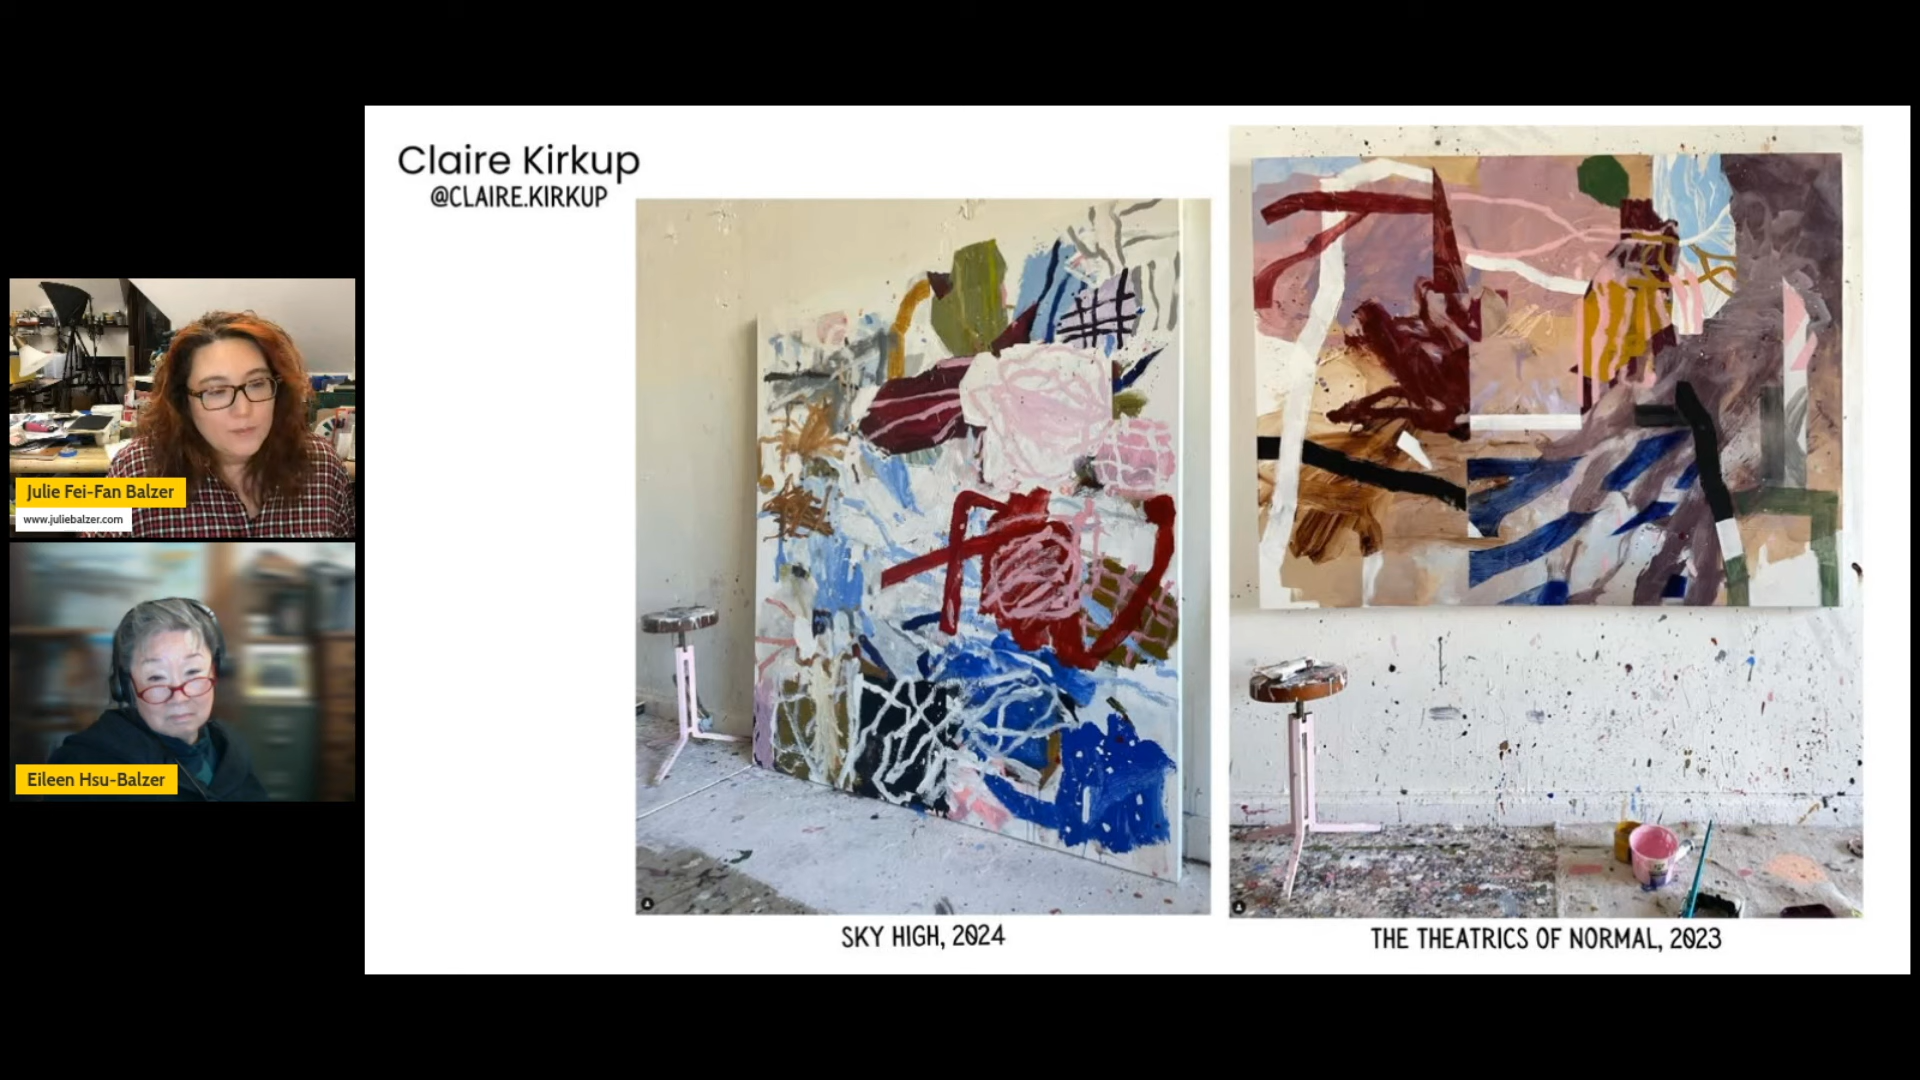 Claire Kirkup
@CLAIRE.KIRKUP
Julie Fei-Fan Balzer
www.juliebalzer.com
Eileen Hsu-Balzer
SKY HIGH, 2024
THE THEATRICS OF NORMAL, 2023